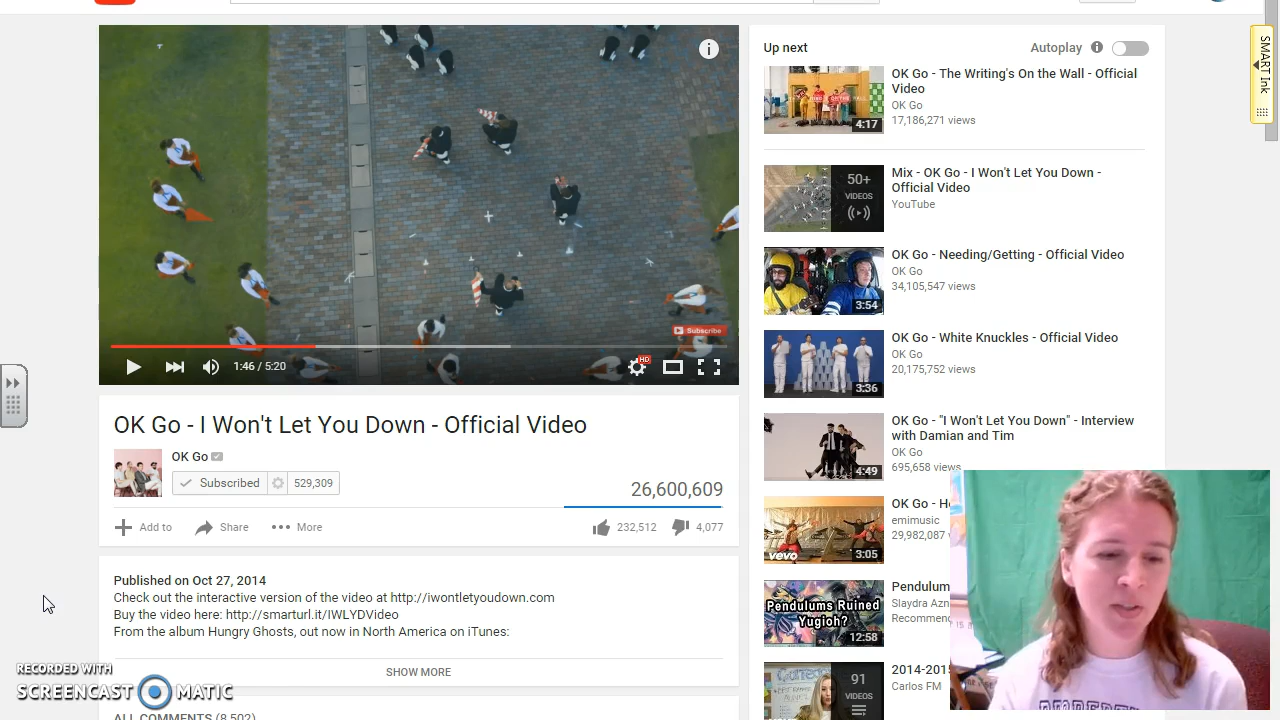 Subscribe
1:46 / 5:20
HD
OK Go - I Won't Let You Down - Official Video
OK Go
Subscribed 529,309
26,600,609
Add to Share More 232,512 4,077
Published on Oct 27, 2014
Check out the interactive version of the video at http://iwontletyoudown.com
Buy the video here: http://smarturl.it/IWLYDVideo
From the album Hungry Ghosts, out now in North America on iTunes:
SHOW MORE
ALL COMMENTS (8,502)
RECORDED WITH
SCREENCAST MATIC
Up next
Autoplay
OK Go - The Writing's On the Wall - Official
Video
OK Go
17,186,271 views
4:17
50+
VIDEOS
Mix - OK Go - I Won't Let You Down -
Official Video
YouTube
OK Go - Needing/Getting - Official Video
OK Go
34,105,547 views
3:54
OK Go - White Knuckles - Official Video
OK Go
20,175,752 views
3:36
OK Go - "I Won't Let You Down" - Interview
with Damian and Tim
OK Go
695,658 views
4:49
OK Go - H
emimusic
29,982,087
vevo
3:05
Pendulum
Slaydra Azn
Recommen
Pendulums Ruined
Yugioh?
12:58
2014-201
Carlos FM
91
VIDEOS
SMART Ink